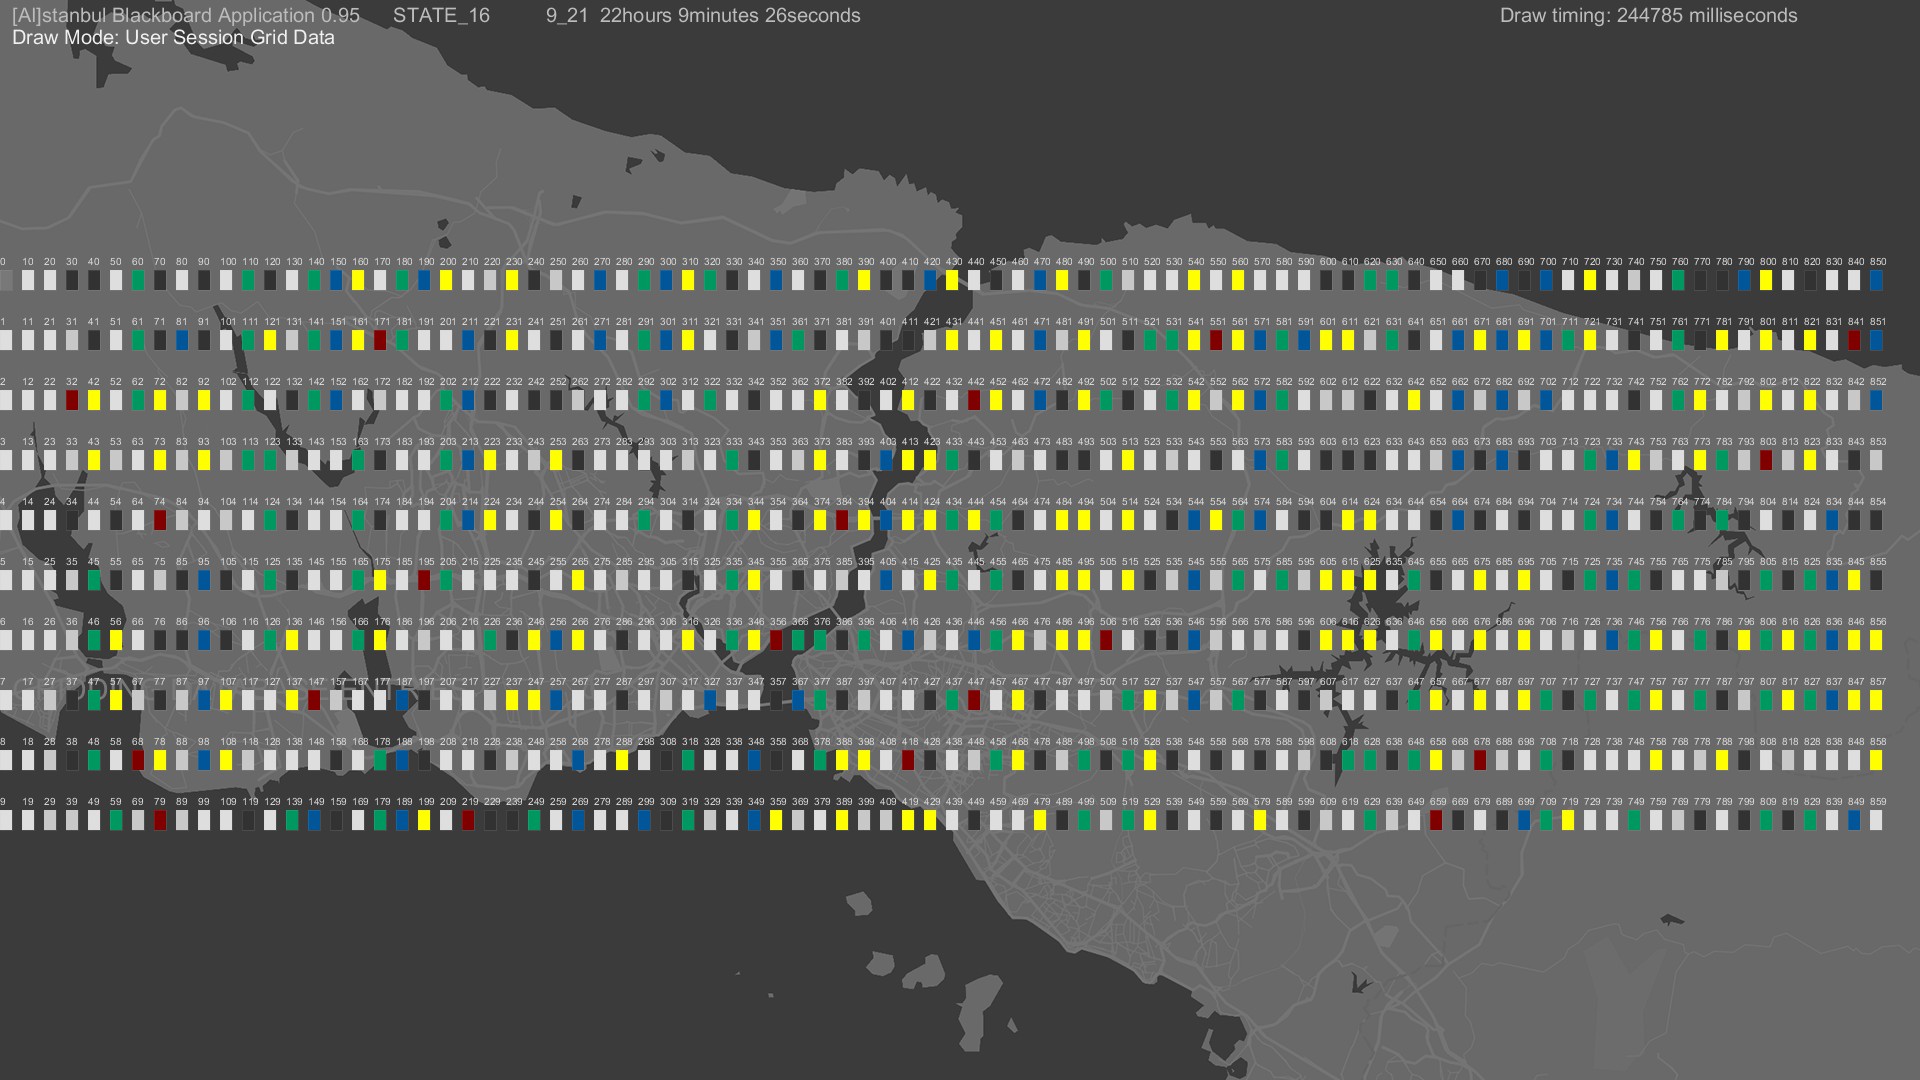 [AI]stanbul Blackboard Application 0.95 STATE_16 9_21 22hours 9minutes 26seconds Draw timing: 244785 milliseconds
Draw Mode: User Session Grid Data
0 10 20 30 40 50 60 70 80 90 100 110 120 130 140 150 160 170 180 190 200 210 220 230 240 250 260 270 280 290 300 310 320 330 340 350 360 370 380 390 400 410 420 430 440 450 460 470 480 490 500 510 520 530 540 550 560 570 580 590 600 610 620 630 640 650 660 670 680 690 700 710 720 730 740 750 760 770 780 790 800 810 820 830 840 850
1 11 21 31 41 51 61 71 81 91 101 111 121 131 141 151 161 171 181 191 201 211 221 231 241 251 261 271 281 291 301 311 321 331 341 351 361 371 381 391 401 411 421 431 441 451 461 471 481 491 501 511 521 531 541 551 561 571 581 591 601 611 621 631 641 651 661 671 681 691 701 711 721 731 741 751 761 771 781 791 801 811 821 831 841 851
2 12 22 32 42 52 62 72 82 92 102 112 122 132 142 152 162 172 182 192 202 212 222 232 242 252 262 272 282 292 302 312 322 332 342 352 362 372 382 392 402 412 422 432 442 452 462 472 482 492 502 512 522 532 542 552 562 572 582 592 602 612 622 632 642 652 662 672 682 692 702 712 722 732 742 752 762 772 782 792 802 812 822 832 842 852
3 13 23 33 43 53 63 73 83 93 103 113 123 133 143 153 163 173 183 193 203 213 223 233 243 253 263 273 283 293 303 313 323 333 343 353 363 373 383 393 403 413 423 433 443 453 463 473 483 493 503 513 523 533 543 553 563 573 583 593 603 613 623 633 643 653 663 673 683 693 703 713 723 733 743 753 763 773 783 793 803 813 823 833 843 853
4 14 24 34 44 54 64 74 84 94 104 114 124 134 144 154 164 174 184 194 204 214 224 234 244 254 264 274 284 294 304 314 324 334 344 354 364 374 384 394 404 414 424 434 444 454 464 474 484 494 504 514 524 534 544 554 564 574 584 594 604 614 624 634 644 654 664 674 684 694 704 714 724 734 744 754 764 774 784 794 804 814 824 834 844 854
5 15 25 35 45 55 65 75 85 95 105 115 125 135 145 155 165 175 185 195 205 215 225 235 245 255 265 275 285 295 305 315 325 335 345 355 365 375 385 395 405 415 425 435 445 455 465 475 485 495 505 515 525 535 545 555 565 575 585 595 605 615 625 635 645 655 665 675 685 695 705 715 725 735 745 755 765 775 785 795 805 815 825 835 845 855
6 16 26 36 46 56 66 76 86 96 106 116 126 136 146 156 166 176 186 196 206 216 226 236 246 256 266 276 286 296 306 316 326 336 346 356 366 376 386 396 406 416 426 436 446 456 466 476 486 496 506 516 526 536 546 556 566 576 586 596 606 616 626 636 646 656 666 676 686 696 706 716 726 736 746 756 766 776 786 796 806 816 826 836 846 856
7 17 27 37 47 57 67 77 87 97 107 117 127 137 147 157 167 177 187 197 207 217 227 237 247 257 267 277 287 297 307 317 327 337 347 357 367 377 387 397 407 417 427 437 447 457 467 477 487 497 507 517 527 537 547 557 567 577 587 597 607 617 627 637 647 657 667 677 687 697 707 717 727 737 747 757 767 777 787 797 807 817 827 837 847 857
8 18 28 38 48 58 68 78 88 98 108 118 128 138 148 158 168 178 188 198 208 218 228 238 248 258 268 278 288 298 308 318 328 338 348 358 368 378 388 398 408 418 428 438 448 458 468 478 488 498 508 518 528 538 548 558 568 578 588 598 608 618 628 638 648 658 668 678 688 698 708 718 728 738 748 758 768 778 788 798 808 818 828 838 848 858
9 19 29 39 49 59 69 79 89 99 109 119 129 139 149 159 169 179 189 199 209 219 229 239 249 259 269 279 289 299 309 319 329 339 349 359 369 379 389 399 409 419 429 439 449 459 469 479 489 499 509 519 529 539 549 559 569 579 589 599 609 619 629 639 649 659 669 679 689 699 709 719 729 739 749 759 769 779 789 799 809 819 829 839 849 859